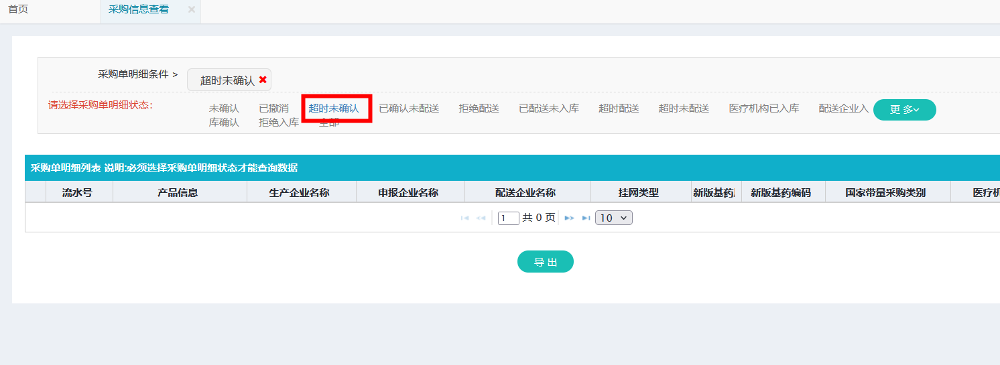 首页 采购信息查看
采购单明细条件 > 超时未确认
请选择采购单明细状态:
未确认 已撤消 超时未确认 已确认未配送 拒绝配送 已配送未入库 超时配送 超时未配送 医疗机构已入库 配送企业入 更 多
库确认 拒绝入库 全部
采购单明细列表 说明:必须选择采购单明细状态才能查询数据
流水号 产品信息 生产企业名称 申报企业名称 配送企业名称 挂网类型 新版基药 新版基药编码 国家带量采购类别 医疗机
1 共 0 页 10
导 出